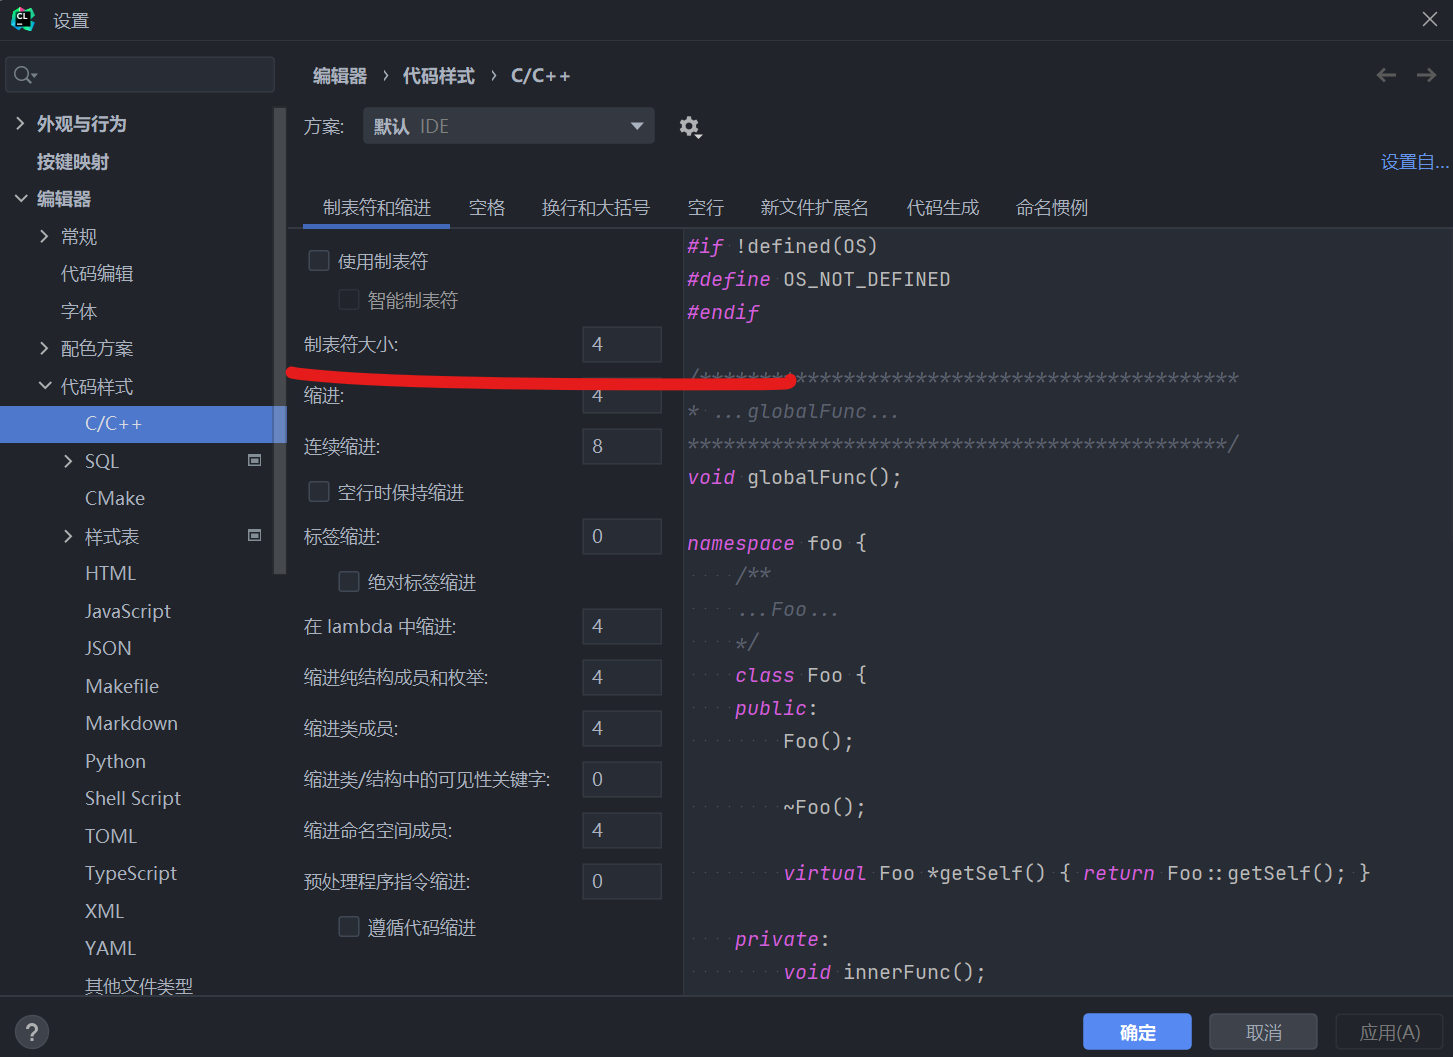 CL
设置
编辑器 › 代码样式 › C/C++
方案: 默认 IDE
设置自...
外观与行为
按键映射
编辑器
常规
代码编辑
字体
配色方案
代码样式
C/C++
SQL
CMake
样式表
HTML
JavaScript
JSON
Makefile
Markdown
Python
Shell Script
TOML
TypeScript
XML
YAML
其他文件类型
制表符和缩进 空格 换行和大括号 空行 新文件扩展名 代码生成 命名惯例
使用制表符
智能制表符
制表符大小: 4
缩进: 4
连续缩进: 8
空行时保持缩进
标签缩进: 0
绝对标签缩进
在 lambda 中缩进: 4
缩进纯结构成员和枚举: 4
缩进类成员: 4
缩进类/结构中的可见性关键字: 0
缩进命名空间成员: 4
预处理程序指令缩进: 0
遵循代码缩进
#if !defined(OS)
#define OS_NOT_DEFINED
#endif
/*********************************************
* ...globalFunc...
*********************************************/
void globalFunc();
namespace foo {
/**
...Foo...
*/
class Foo {
public:
Foo();
~Foo();
virtual Foo *getSelf() { return Foo::getSelf(); }
private:
void innerFunc();
?
确定 取消 应用(A)